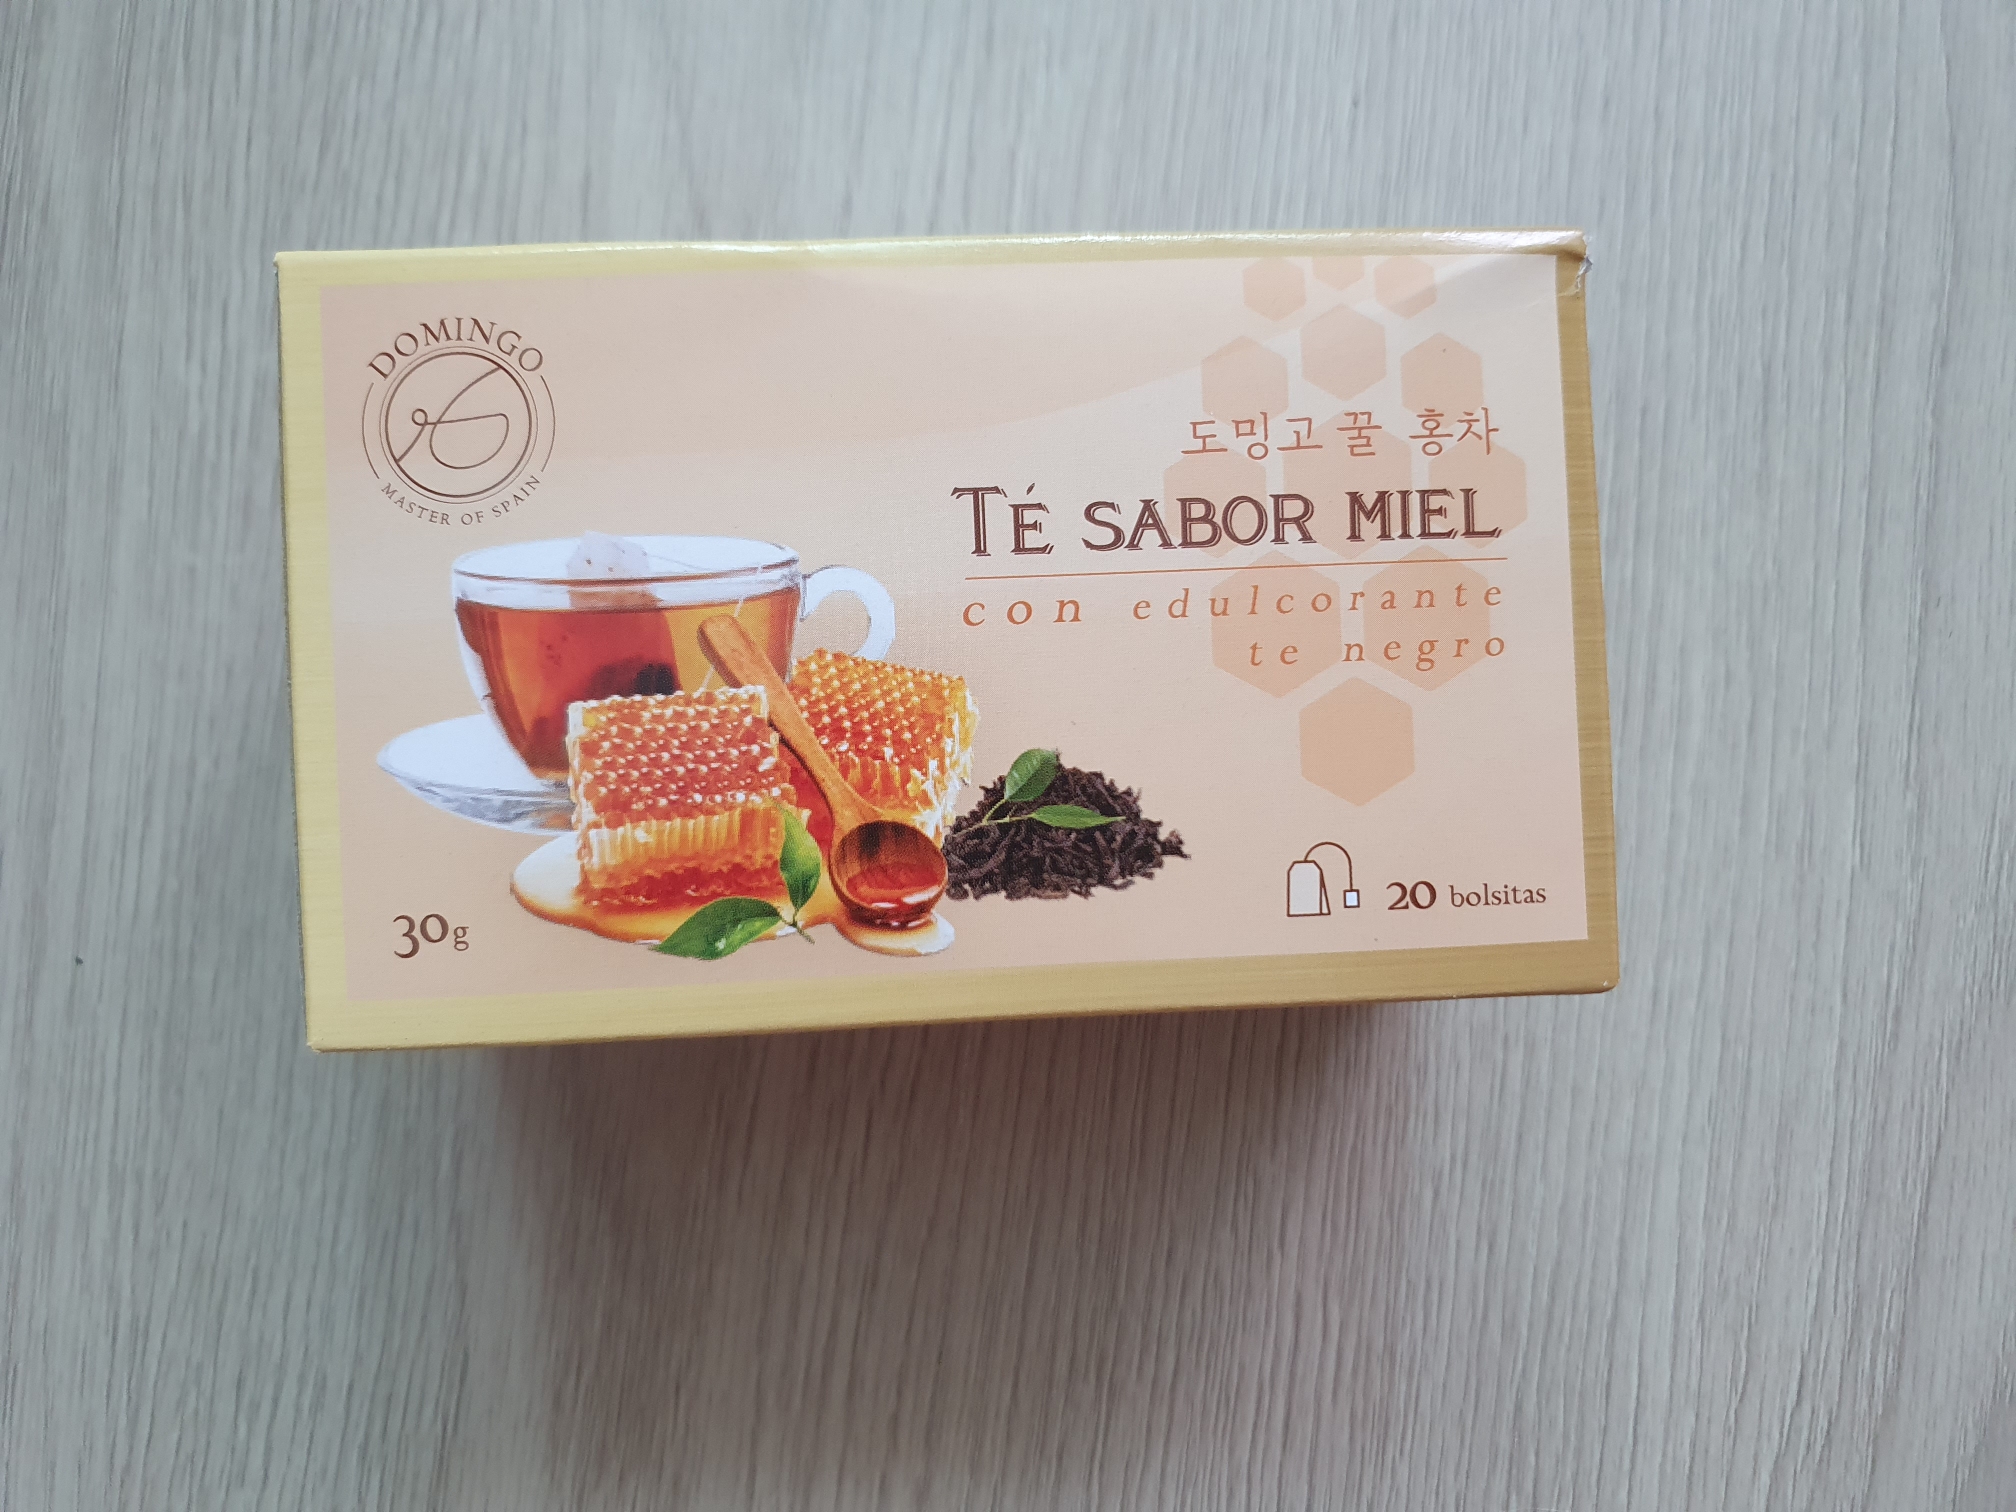 DOMINGO
MASTER OF SPAIN
도밍고 꿀 홍차
TÉ SABOR MIEL
con edulcorante
te negro
30g
20 bolsitas